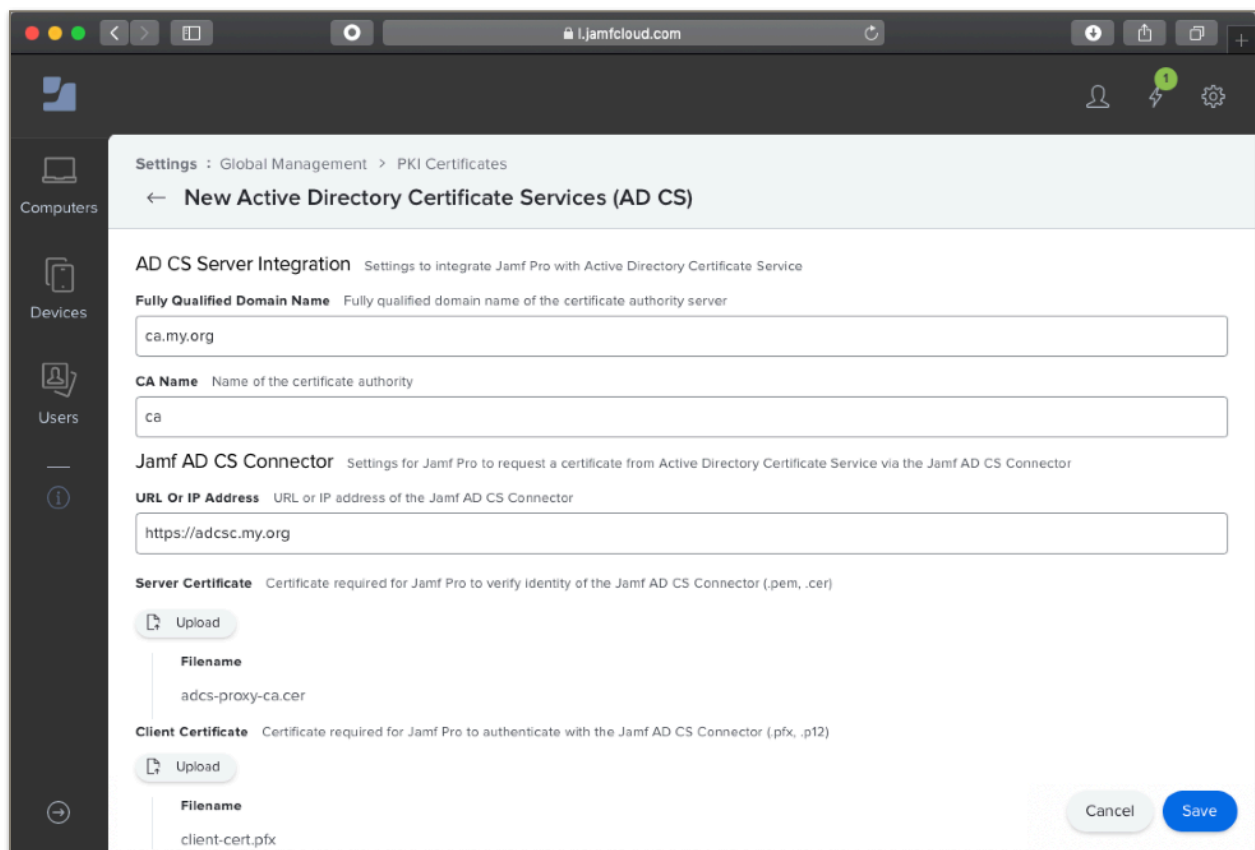 l.jamfcloud.com
1
Settings : Global Management > PKI Certificates
← New Active Directory Certificate Services (AD CS)
Computers
Devices
Users
AD CS Server Integration Settings to integrate Jamf Pro with Active Directory Certificate Service
Fully Qualified Domain Name Fully qualified domain name of the certificate authority server
ca.my.org
CA Name Name of the certificate authority
ca
Jamf AD CS Connector Settings for Jamf Pro to request a certificate from Active Directory Certificate Service via the Jamf AD CS Connector
URL Or IP Address URL or IP address of the Jamf AD CS Connector
https://adcsc.my.org
Server Certificate Certificate required for Jamf Pro to verify identity of the Jamf AD CS Connector (.pem, .cer)
Upload
Filename
adcs-proxy-ca.cer
Client Certificate Certificate required for Jamf Pro to authenticate with the Jamf AD CS Connector (.pfx, .p12)
Upload
Filename
client-cert.pfx
Cancel
Save